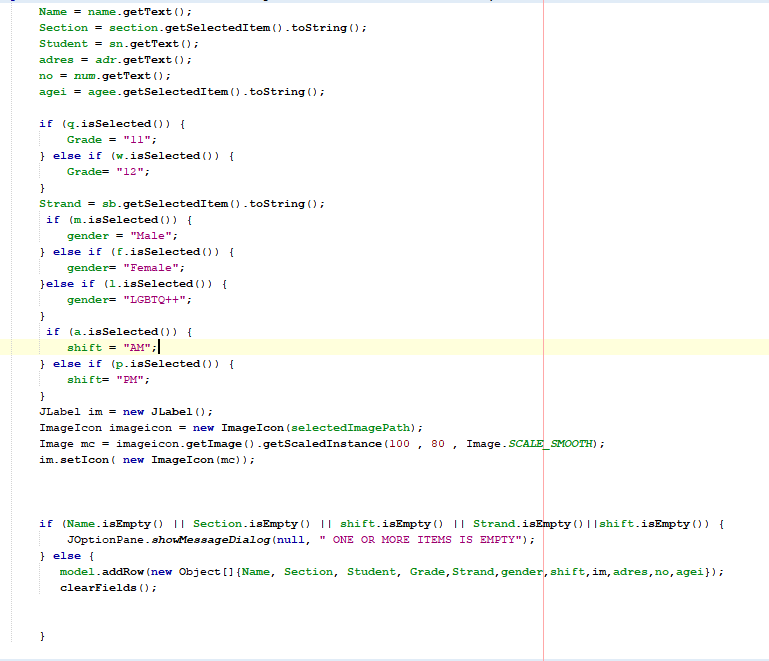 Name = name.getText();
Section = section.getSelectedItem().toString();
Student = sn.getText();
adres = adr.getText();
no = num.getText();
agei = agee.getSelectedItem().toString();
if (q.isSelected()) {
Grade = "11";
} else if (w.isSelected()) {
Grade= "12";
}
Strand = sb.getSelectedItem().toString();
if (m.isSelected()) {
gender = "Male";
} else if (f.isSelected()) {
gender= "Female";
}else if (l.isSelected()) {
gender= "LGBTQ++";
}
if (a.isSelected()) {
shift = "AM";
} else if (p.isSelected()) {
shift= "PM";
}
JLabel im = new JLabel();
ImageIcon imageicon = new ImageIcon(selectedImagePath);
Image mc = imageicon.getImage().getScaledInstance(100 , 80 , Image.SCALE_SMOOTH);
im.setIcon( new ImageIcon(mc));
if (Name.isEmpty() || Section.isEmpty() || shift.isEmpty() || Strand.isEmpty()||shift.isEmpty()) {
JOptionPane.showMessageDialog(null, " ONE OR MORE ITEMS IS EMPTY");
} else {
model.addRow(new Object[]{Name, Section, Student, Grade,Strand,gender,shift,im,adres,no,agei});
clearFields();
}